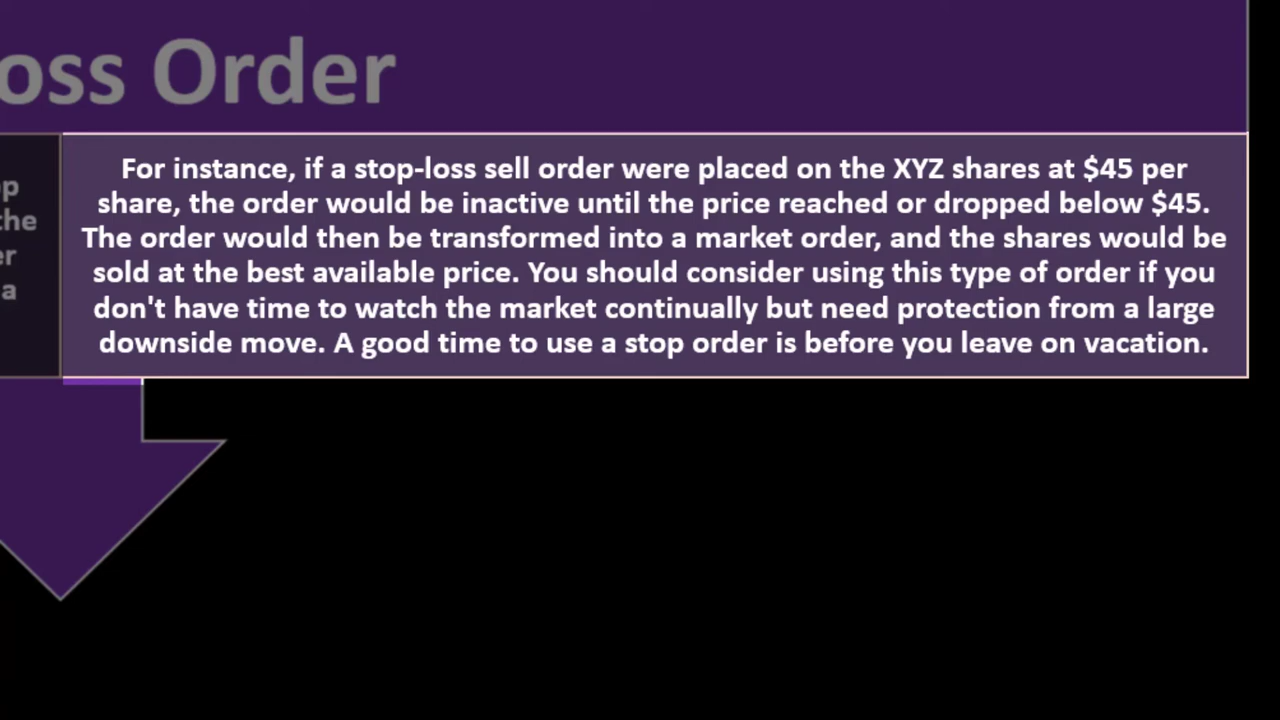 oss Order
op
the
er
a
For instance, if a stop-loss sell order were placed on the XYZ shares at $45 per
share, the order would be inactive until the price reached or dropped below $45.
The order would then be transformed into a market order, and the shares would be
sold at the best available price. You should consider using this type of order if you
don't have time to watch the market continually but need protection from a large
downside move. A good time to use a stop order is before you leave on vacation.